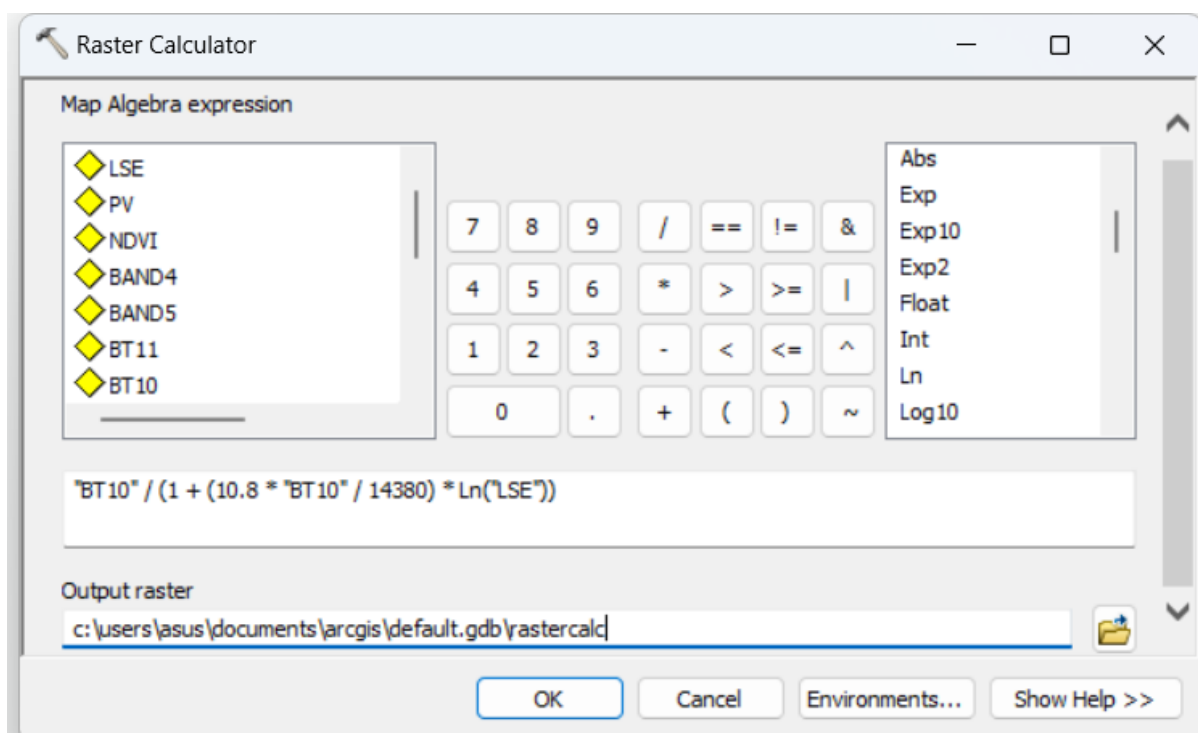 Raster Calculator
Map Algebra expression
LSE
PV
NDVI
BAND4
BAND5
BT11
BT10
7 8 9 / == != &
4 5 6 * > >= |
1 2 3 - < <= ^
0 . + ( ) ~
Abs
Exp
Exp10
Exp2
Float
Int
Ln
Log10
"BT10" / (1 + (10.8 * "BT10" / 14380) * Ln("LSE"))
Output raster
c:\users\asus\documents\arcgis\default.gdb\rastercalc
OK Cancel Environments... Show Help >>